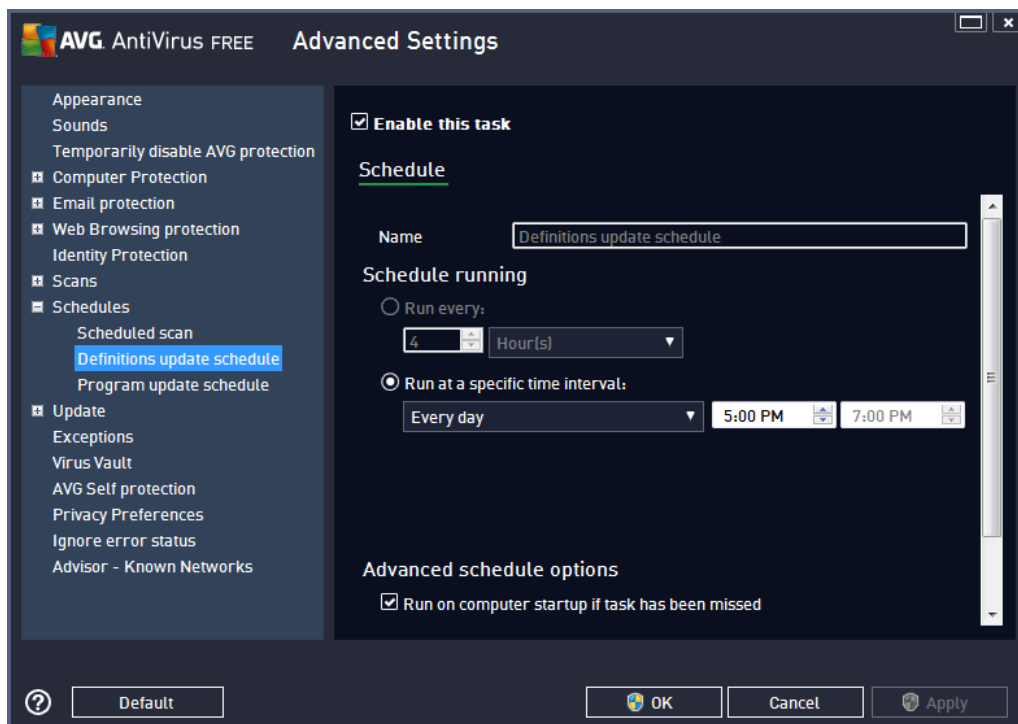 AVG. AntiVirus FREE Advanced Settings
Appearance
Sounds
Temporarily disable AVG protection
Computer Protection
Email protection
Web Browsing protection
Identity Protection
Scans
Schedules
Scheduled scan
Definitions update schedule
Program update schedule
Update
Exceptions
Virus Vault
AVG Self protection
Privacy Preferences
Ignore error status
Advisor - Known Networks
Enable this task
Schedule
Name Definitions update schedule
Schedule running
Run every:
4 Hour(s)
Run at a specific time interval:
Every day 5:00 PM 7:00 PM
Advanced schedule options
Run on computer startup if task has been missed
? Default OK Cancel Apply